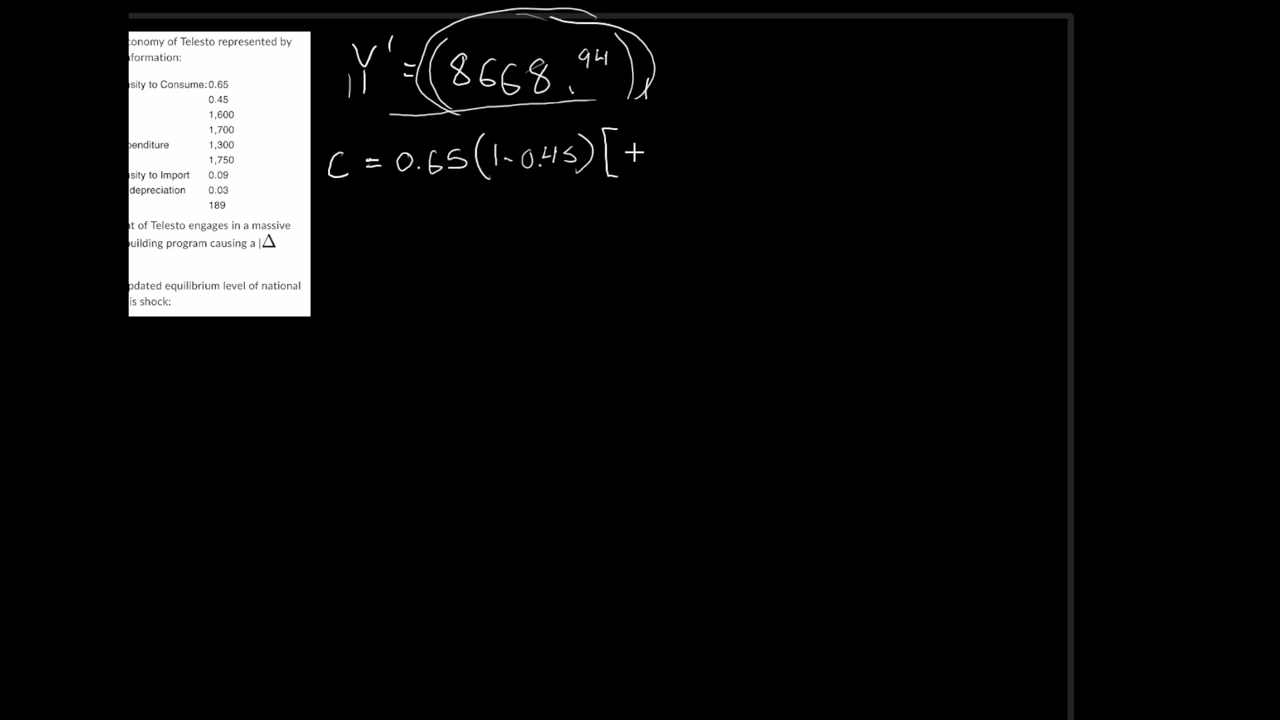 conomy of Telesto represented by
formation:
sity to Consume: 0.65
0.45
1,600
1,700
penditure 1,300
1,750
sity to Import 0.09
depreciation 0.03
189
t of Telesto engages in a massive
uilding program causing a |Δ
pdated equilibrium level of national
is shock:
Y' = (8668.94)
C = 0.65(1-0.45)[ +